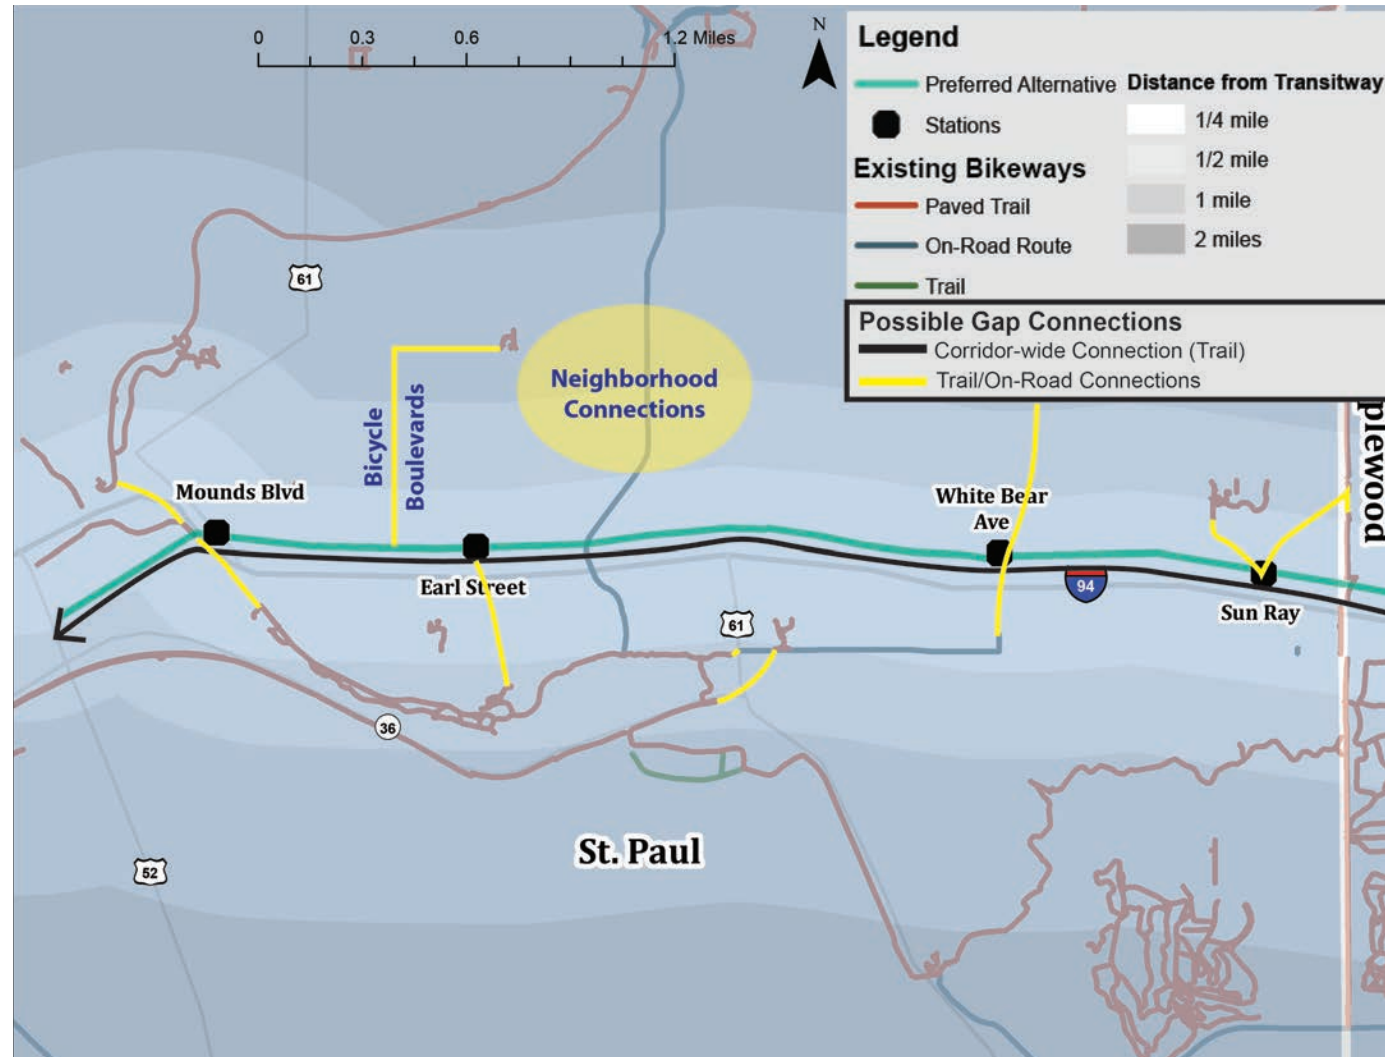 0
0.3
0.6
1.2 Miles
N
Legend
Preferred Alternative
Stations
Existing Bikeways
Paved Trail
On-Road Route
Trail
Distance from Transitway
1/4 mile
1/2 mile
1 mile
2 miles
Possible Gap Connections
Corridor-wide Connection (Trail)
Trail/On-Road Connections
61
Neighborhood
Connections
Bicycle
Boulevards
plewood
Mounds Blvd
White Bear
Ave
Earl Street
94
Sun Ray
61
36
St. Paul
52